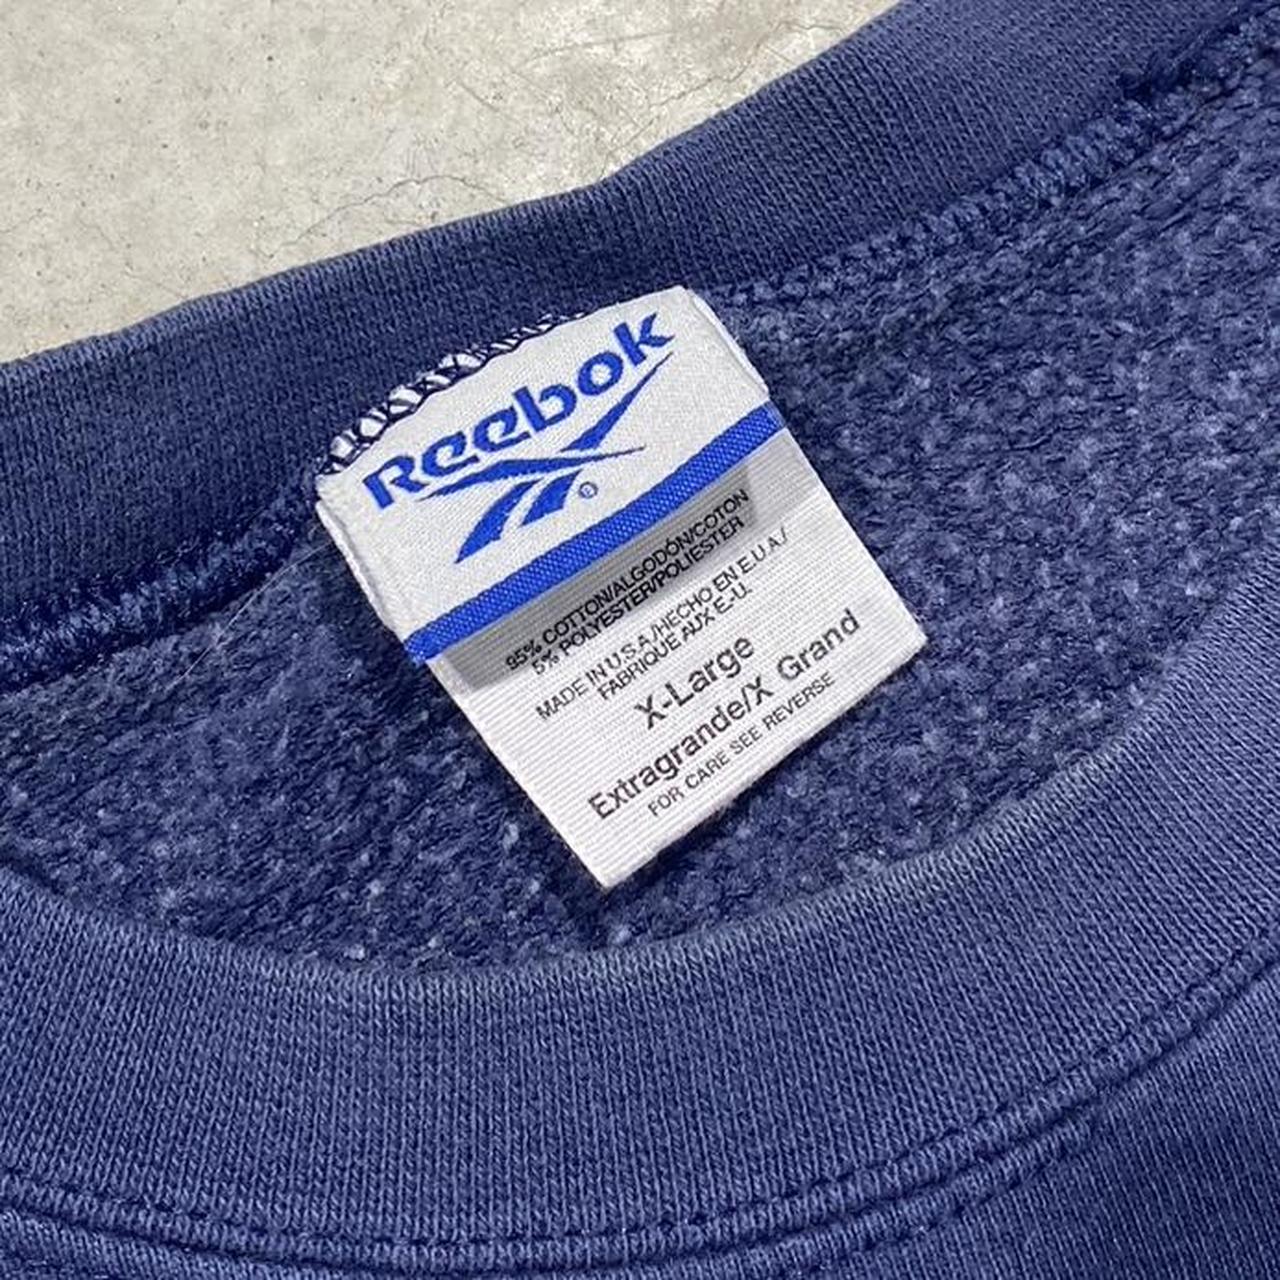 Reebok
®
95% COTTON/ALGODÓN/COTON
5% POLYESTER/POLIESTER
MADE IN U.S.A./HECHO EN E.U.A./
FABRIQUE AUX E-U.
X-Large
Extragrande/X Grand
FOR CARE SEE REVERSE